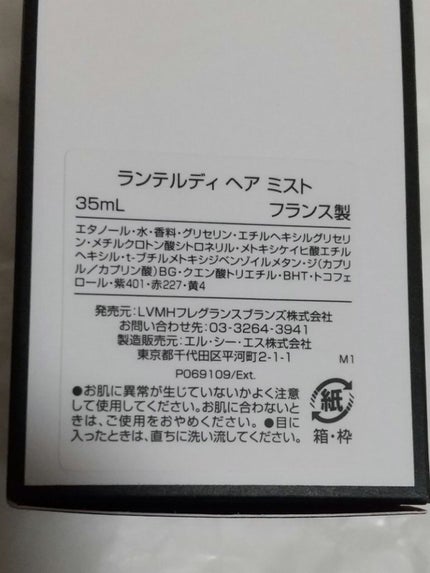 ランテルディ ヘア ミスト
35mL フランス製
エタノール・水・香料・グリセリン・エチルヘキシルグリセリ
ン・メチルクロトン酸シトロネリル・メトキシケイヒ酸エチル
ヘキシル・t-ブチルメトキシジベンゾイルメタン・ジ(カプリ
ル/カプリン酸)BG・クエン酸トリエチル・BHT・トコフェ
ロール・紫401・赤227・黄4
発売元:LVMHフレグランスブランズ株式会社
お問い合わせ先:03-3264-3941
製造販売元:エル・シー・エス株式会社
東京都千代田区平河町2-1-1 M1
P069109/Ext.
●お肌に異常が生じていないかよく注意
して使用してください。お肌に合わないと
きは、ご使用をおやめください。●目に
入ったときは、直ちに洗い流してください。
紙
箱・枠